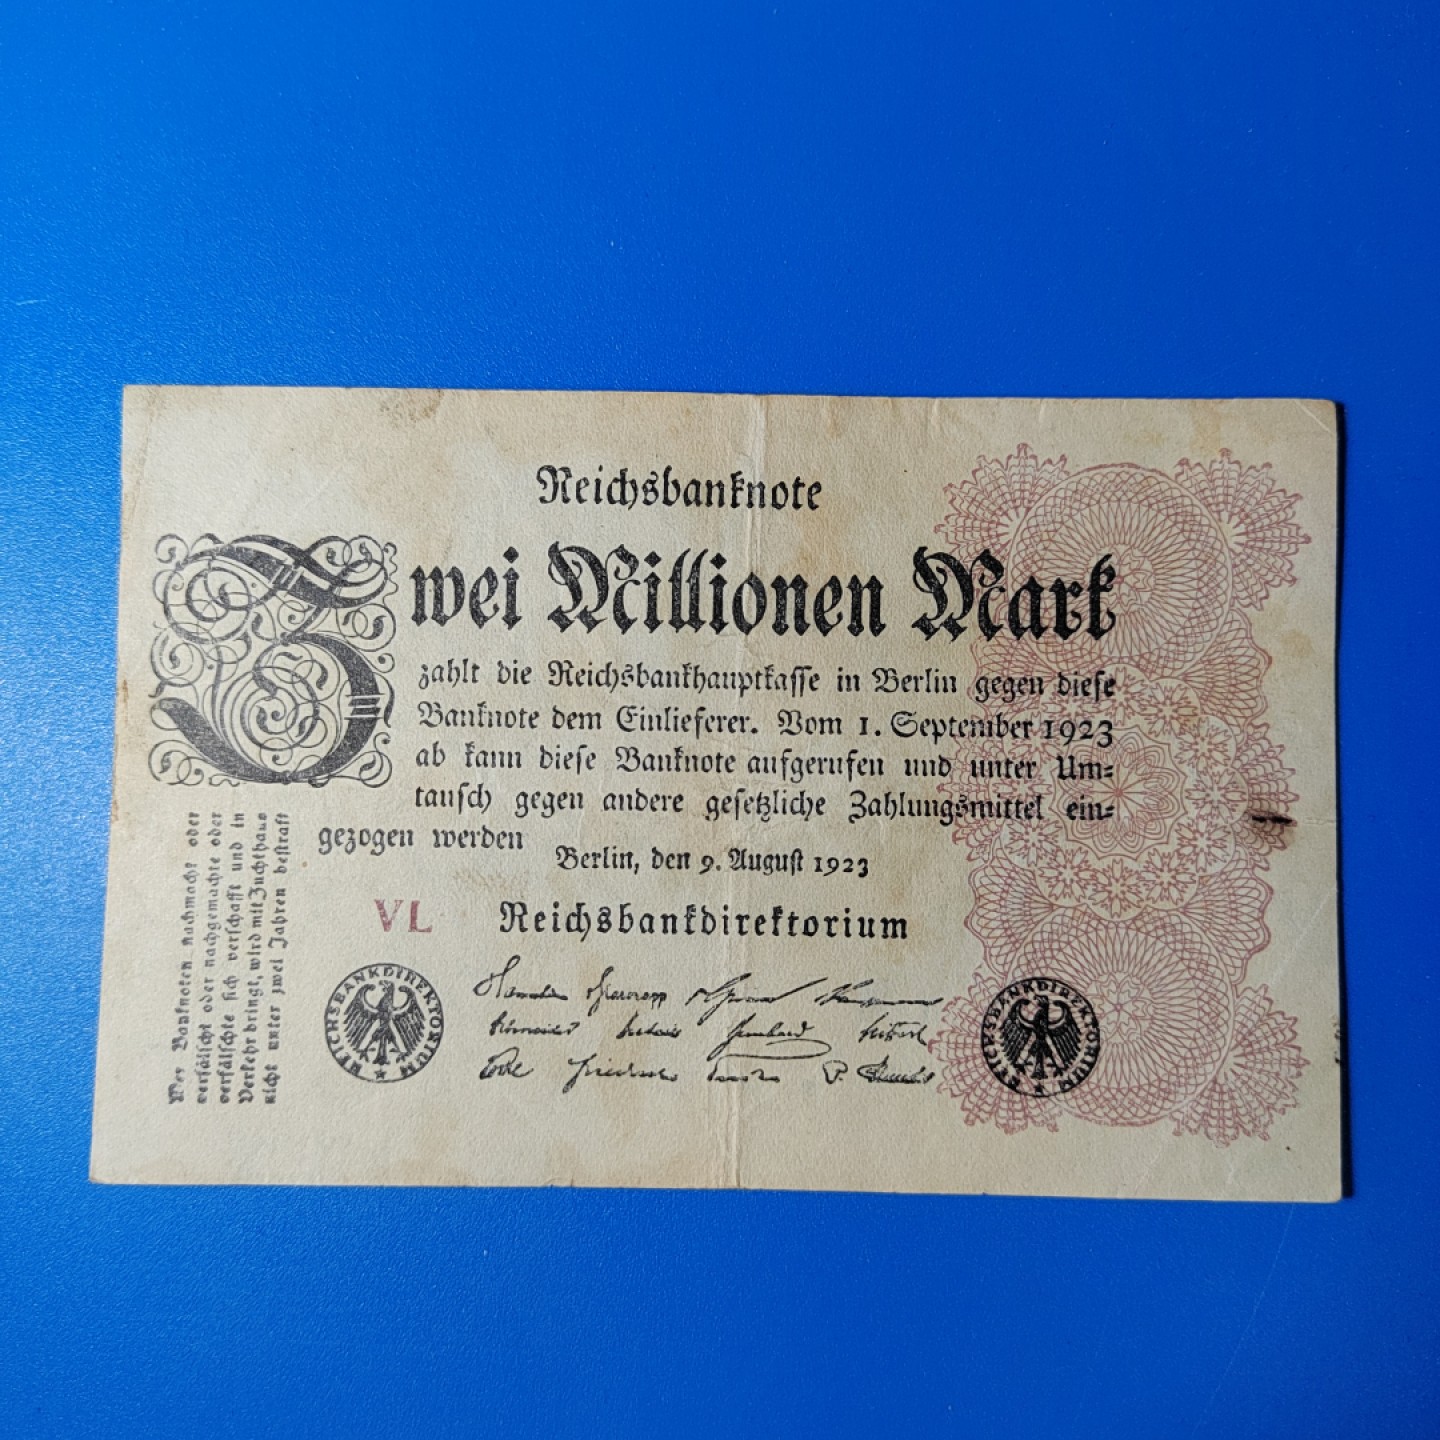 Reichsbanknote
Zwei Millionen Mark
zahlt die Reichsbankhauptkasse in Berlin gegen diese
Banknote dem Einlieferer. Vom 1. September 1923
ab kann diese Banknote aufgerufen und unter Um=
tausch gegen andere gesetzliche Zahlungsmittel ein=
gezogen werden
Berlin, den 9. August 1923
VL Reichsbankdirektorium
REICHSBANKDIREKTORIUM
REICHSBANKDIREKTORIUM
Wer Banknoten nachmacht oder
verfälscht oder nachgemachte oder
verfälschte sich verschafft und in
Verkehr bringt, wird mit Zuchthaus
nicht unter zwei Jahren bestraft